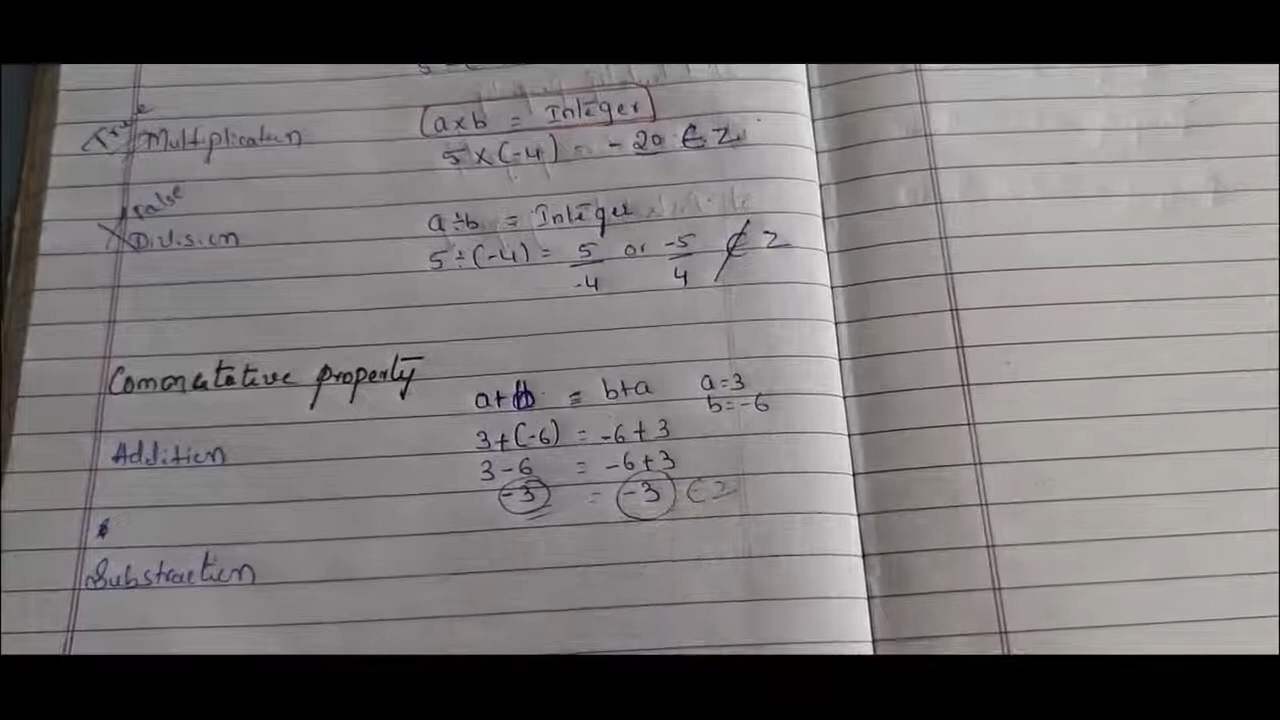 True
Multiplication a×b = Integer
5×(-4) = -20 ∈ Z
False
Division a÷b = Integer
5÷(-4) = 5/-4 or -5/4 ∉ Z
Commutative property
a+b = b+a a=3
b=-6
3+(-6) = -6+3
Addition
3-6 = -6+3
-3 = -3 ∈ Z
Substraction